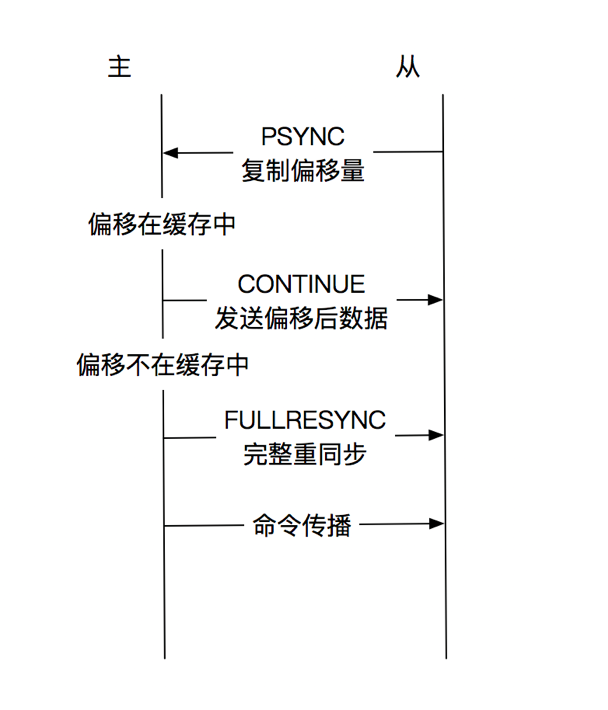 主
从
PSYNC
复制偏移量
偏移在缓存中
CONTINUE
发送偏移后数据
偏移不在缓存中
FULLRESYNC
完整重同步
命令传播